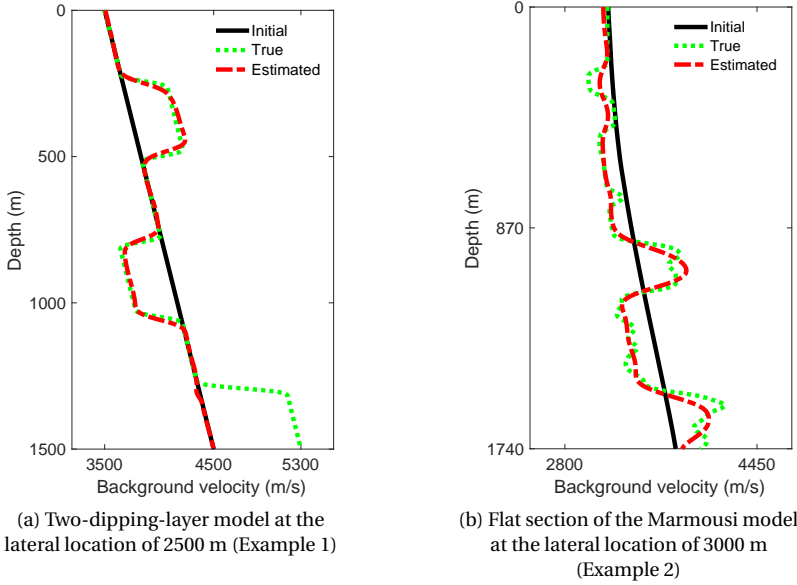 0
500
1000
1500
Depth (m)
3500
4500
5300
Background velocity (m/s)
Initial
True
Estimated
(a) Two-dipping-layer model at the
lateral location of 2500 m (Example 1)
0
870
1740
Depth (m)
2800
4450
Background velocity (m/s)
Initial
True
Estimated
(b) Flat section of the Marmousi model
at the lateral location of 3000 m
(Example 2)